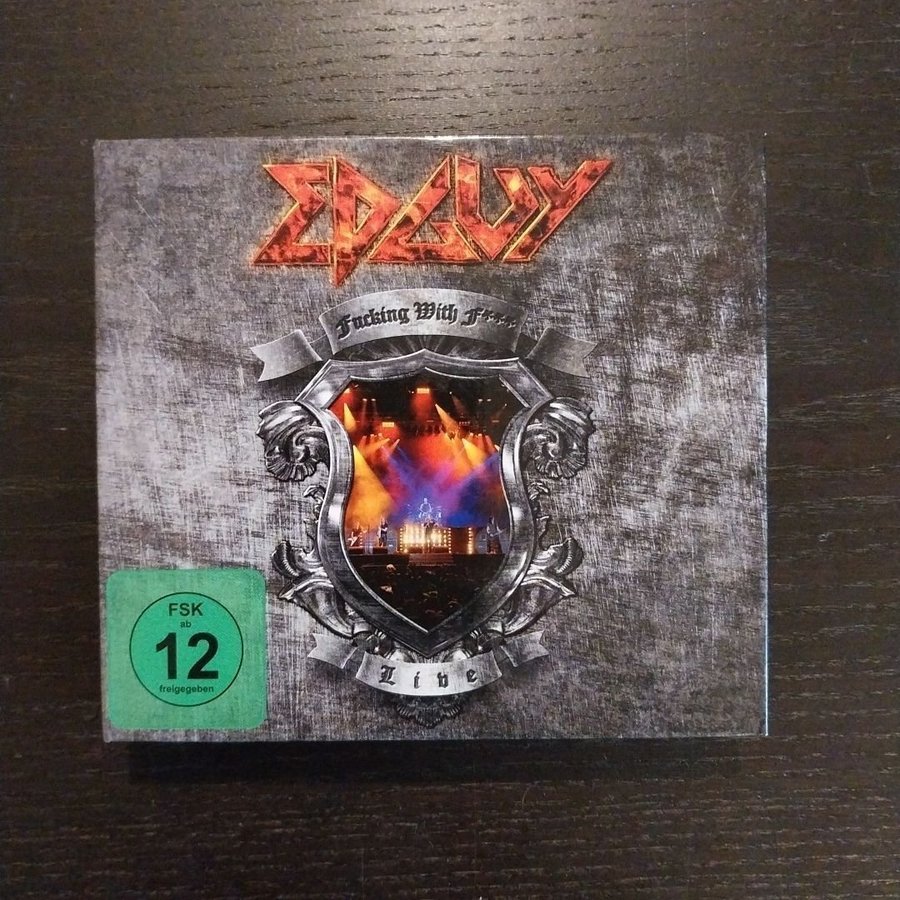 EDGUY
Fucking With F****
Live
FSK
ab
12
freigegeben